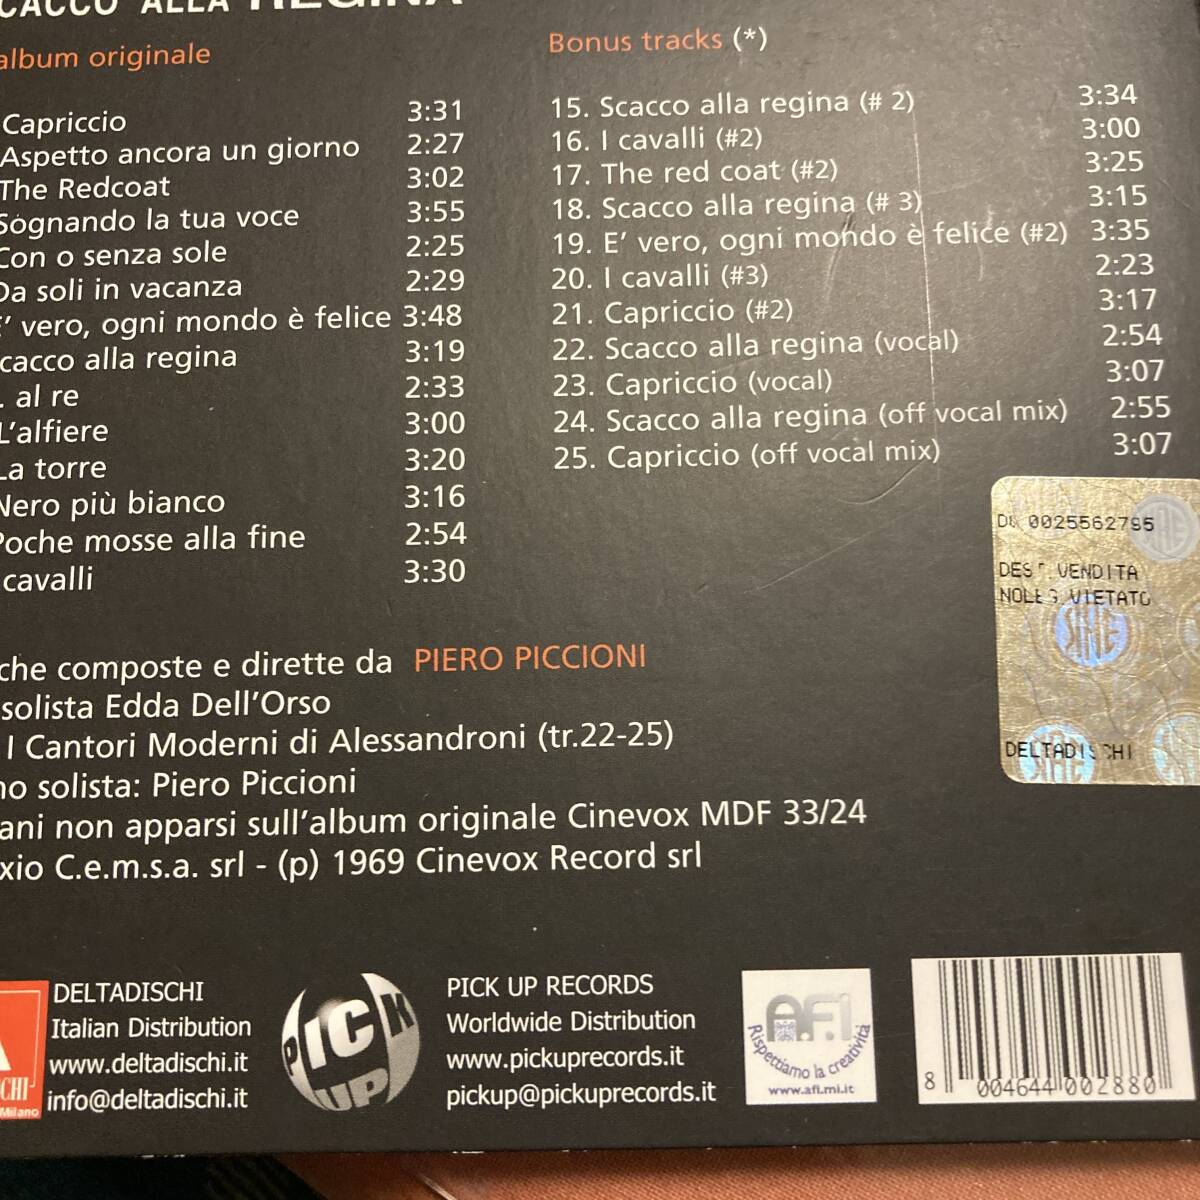 ALLA REGINA
album originale
Capriccio 3:31
Aspetto ancora un giorno 2:27
The Redcoat 3:02
Sognando la tua voce 3:55
Con o senza sole 2:25
Da soli in vacanza 2:29
E' vero, ogni mondo è felice 3:48
cacco alla regina 3:19
. al re 2:33
L'alfiere 3:00
La torre 3:20
Nero più bianco 3:16
Poche mosse alla fine 2:54
cavalli 3:30
Bonus tracks (*)
15. Scacco alla regina (# 2) 3:34
16. I cavalli (#2) 3:00
17. The red coat (#2) 3:25
18. Scacco alla regina (# 3) 3:15
19. E' vero, ogni mondo è felice (#2) 3:35
20. I cavalli (#3) 2:23
21. Capriccio (#2) 3:17
22. Scacco alla regina (vocal) 2:54
23. Capriccio (vocal) 3:07
24. Scacco alla regina (off vocal mix) 2:55
25. Capriccio (off vocal mix) 3:07
0025562795
VENDITA
VIETATO
DELTADISCHI
che composte e dirette da PIERO PICCIONI
solista Edda Dell'Orso
I Cantori Moderni di Alessandroni (tr.22-25)
no solista: Piero Piccioni
ani non apparsi sull'album originale Cinevox MDF 33/24
xio C.e.m.s.a. srl - (p) 1969 Cinevox Record srl
DELTADISCHI
Italian Distribution
www.deltadischi.it
info@deltadischi.it
Milano
PICK UP
PICK UP RECORDS
Worldwide Distribution
www.pickuprecords.it
pickup@pickuprecords.it
A.F.I
Rispettiamo la creatività
www.afi.mi.it
8 004644 002880